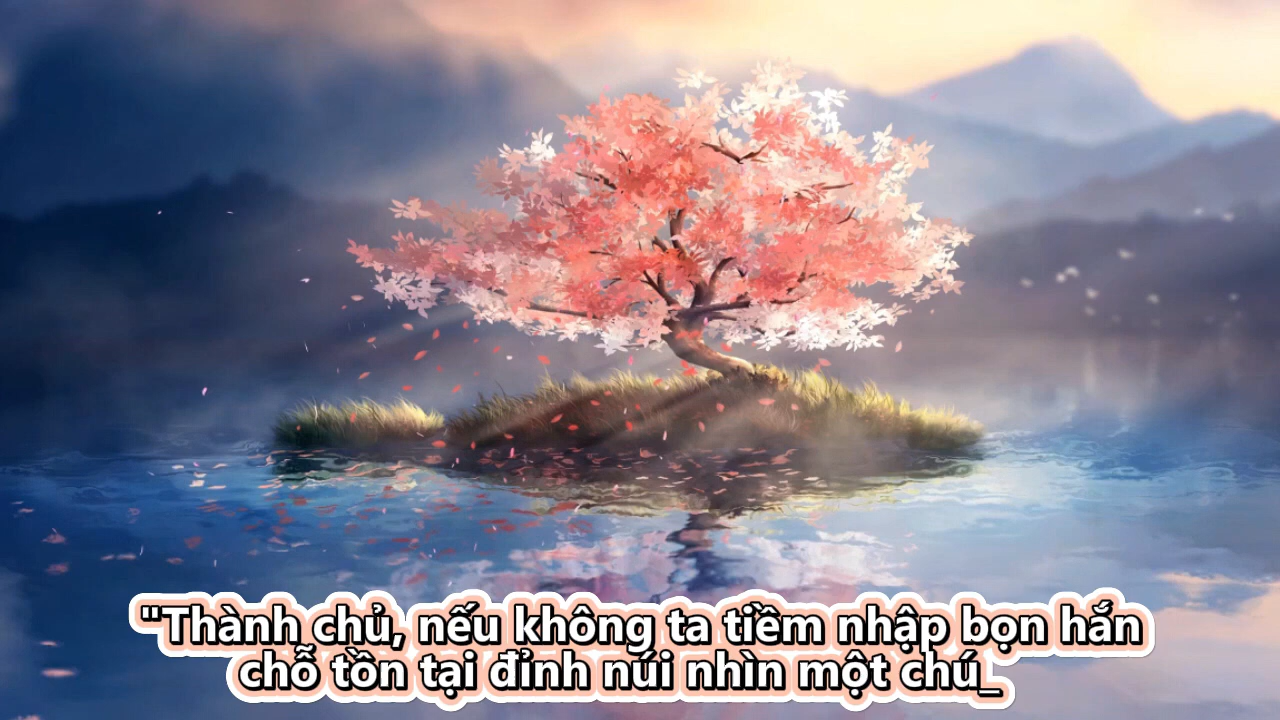 "Thành chủ, nếu không ta tiềm nhập bọn hắn
chỗ tồn tại đỉnh núi nhìn một chú_